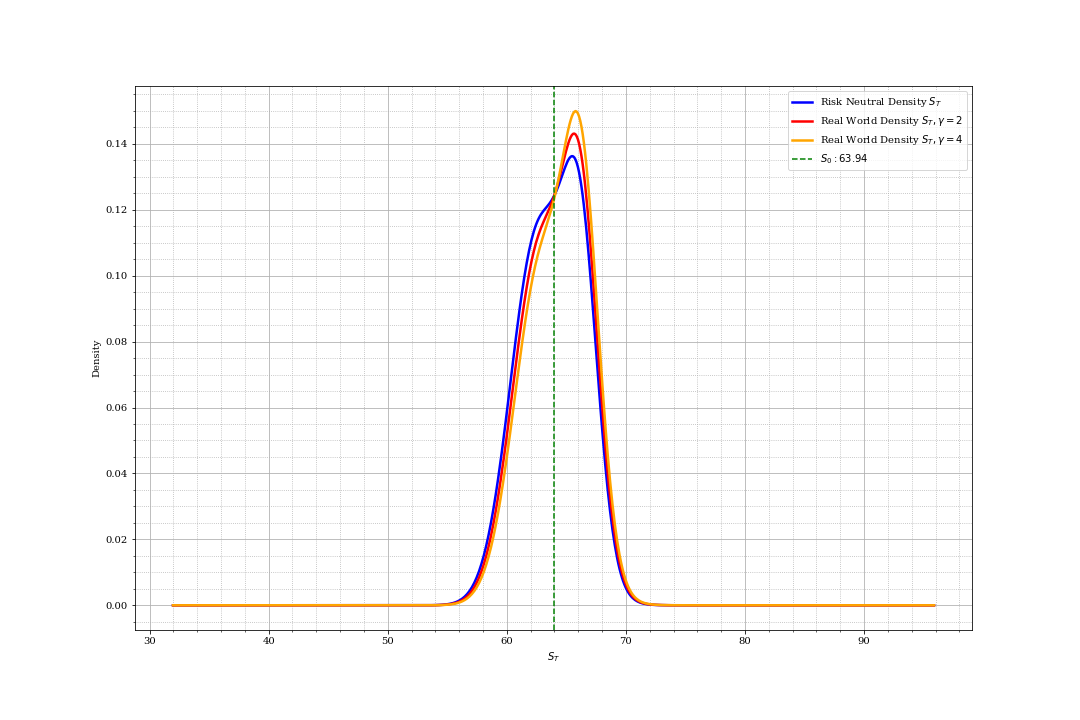 Risk Neutral Density S_T
Real World Density S_T, γ = 2
Real World Density S_T, γ = 4
S_0 : 63.94
Density
0.14
0.12
0.10
0.08
0.06
0.04
0.02
0.00
30 40 50 60 70 80 90
S_T